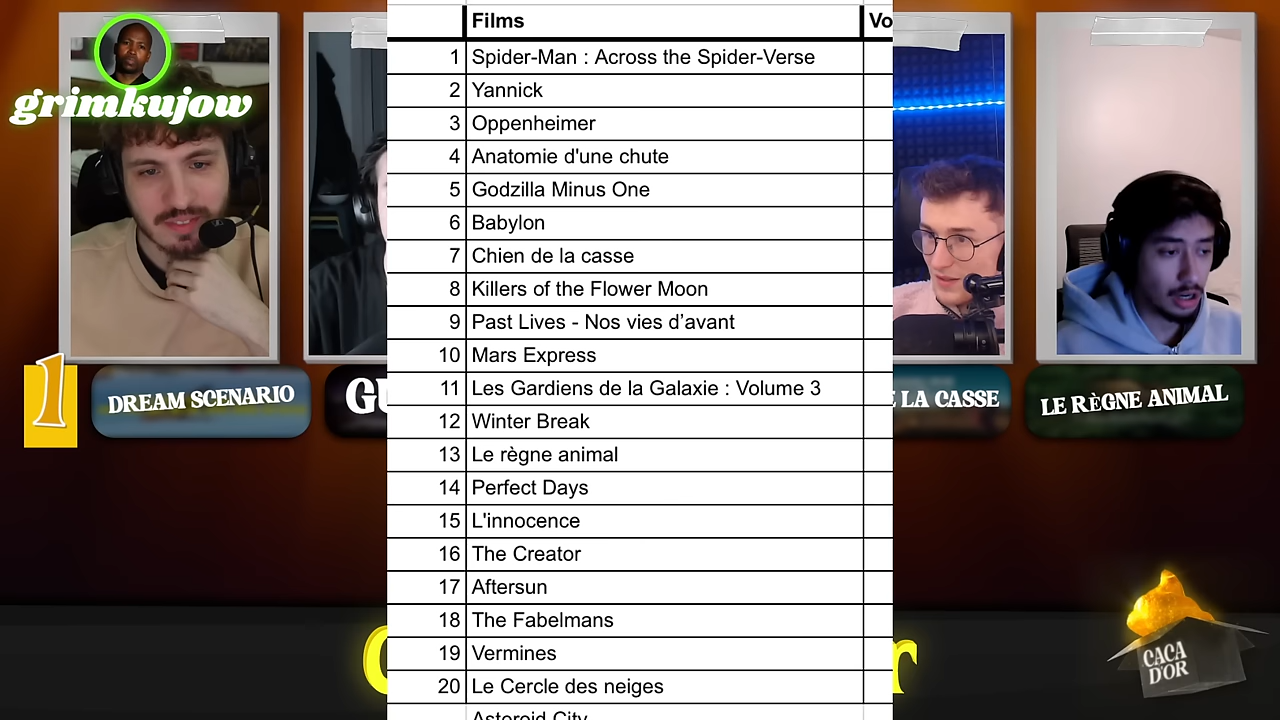 grimkujow
Films
Vo
1 Spider-Man : Across the Spider-Verse
2 Yannick
3 Oppenheimer
4 Anatomie d'une chute
5 Godzilla Minus One
6 Babylon
7 Chien de la casse
8 Killers of the Flower Moon
9 Past Lives - Nos vies d’avant
10 Mars Express
11 Les Gardiens de la Galaxie : Volume 3
12 Winter Break
13 Le règne animal
14 Perfect Days
15 L'innocence
16 The Creator
17 Aftersun
18 The Fabelmans
19 Vermines
20 Le Cercle des neiges
Asteroid City
1
DREAM SCENARIO
GU
LA CASSE
LE RÈGNE ANIMAL
CACA
D'OR